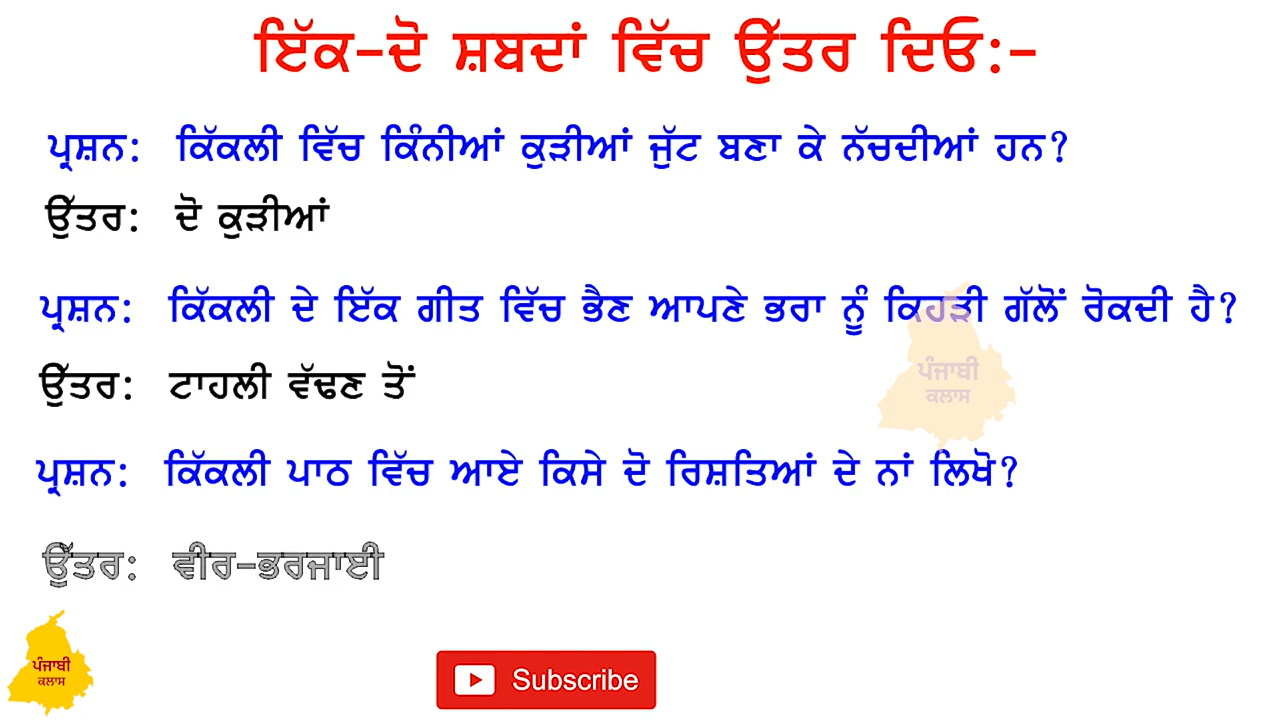 ਇੱਕ-ਦੋ ਸ਼ਬਦਾਂ ਵਿੱਚ ਉੱਤਰ ਦਿਓ:-
ਪ੍ਰਸ਼ਨ: ਕਿੱਕਲੀ ਵਿੱਚ ਕਿੰਨੀਆਂ ਕੁੜੀਆਂ ਜੁੱਟ ਬਣਾ ਕੇ ਨੱਚਦੀਆਂ ਹਨ?
ਉੱਤਰ: ਦੋ ਕੁੜੀਆਂ
ਪ੍ਰਸ਼ਨ: ਕਿੱਕਲੀ ਦੇ ਇੱਕ ਗੀਤ ਵਿੱਚ ਭੈਣ ਆਪਣੇ ਭਰਾ ਨੂੰ ਕਿਹੜੀ ਗੱਲੋਂ ਰੋਕਦੀ ਹੈ?
ਉੱਤਰ: ਟਾਹਲੀ ਵੱਢਣ ਤੋਂ
ਪੰਜਾਬੀ
ਕਲਾਸ
ਪ੍ਰਸ਼ਨ: ਕਿੱਕਲੀ ਪਾਠ ਵਿੱਚ ਆਏ ਕਿਸੇ ਦੋ ਰਿਸ਼ਤਿਆਂ ਦੇ ਨਾਂ ਲਿਖੋ?
ਉੱਤਰ: ਵੀਰ-ਭਰਜਾਈ
ਪੰਜਾਬੀ
ਕਲਾਸ
Subscribe